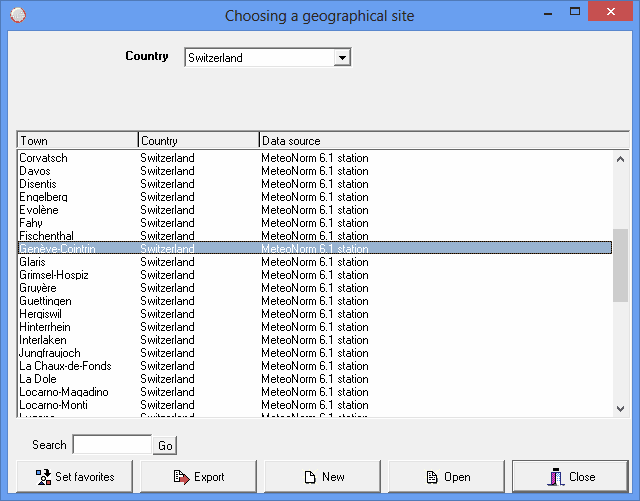 Choosing a geographical site
Country Switzerland
Town Country Data source
Corvatsch Switzerland MeteoNorm 6.1 station
Davos Switzerland MeteoNorm 6.1 station
Disentis Switzerland MeteoNorm 6.1 station
Engelberg Switzerland MeteoNorm 6.1 station
Evolène Switzerland MeteoNorm 6.1 station
Fahy Switzerland MeteoNorm 6.1 station
Fischenthal Switzerland MeteoNorm 6.1 station
Genève-Cointrin Switzerland MeteoNorm 6.1 station
Glaris Switzerland MeteoNorm 6.1 station
Grimsel-Hospiz Switzerland MeteoNorm 6.1 station
Gruyère Switzerland MeteoNorm 6.1 station
Guettingen Switzerland MeteoNorm 6.1 station
Hergiswil Switzerland MeteoNorm 6.1 station
Hinterrhein Switzerland MeteoNorm 6.1 station
Interlaken Switzerland MeteoNorm 6.1 station
Jungfraujoch Switzerland MeteoNorm 6.1 station
La Chaux-de-Fonds Switzerland MeteoNorm 6.1 station
La Dole Switzerland MeteoNorm 6.1 station
Locarno-Magadino Switzerland MeteoNorm 6.1 station
Locarno-Monti Switzerland MeteoNorm 6.1 station
Search Go
Set favorites Export New Open Close